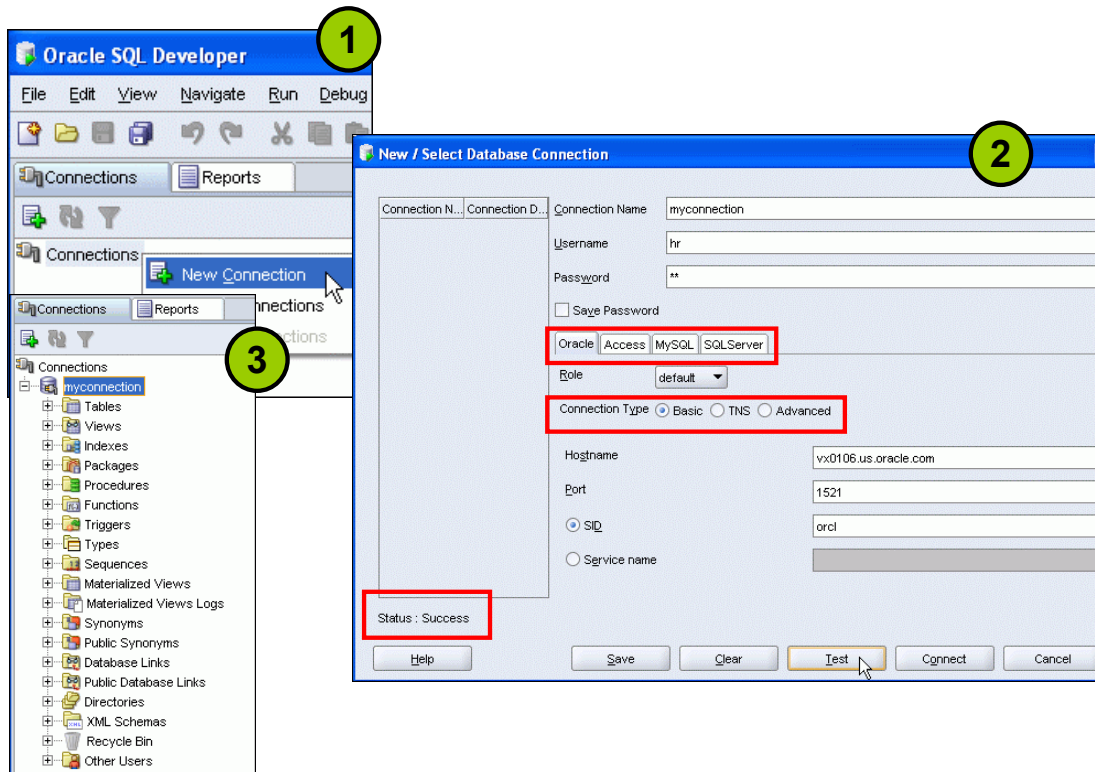 1
Oracle SQL Developer
File Edit View Navigate Run Debug
Connections Reports
Connections
New Connection
2
New / Select Database Connection
Connection N... Connection D...
Connection Name myconnection
Username hr
Password **
Save Password
Oracle Access MySQL SQLServer
Role default
Connection Type Basic TNS Advanced
Hostname vx0106.us.oracle.com
Port 1521
SID orcl
Service name
Status : Success
Help Save Clear Test Connect Cancel
3
Connections Reports
Connections
myconnection
Tables
Views
Indexes
Packages
Procedures
Functions
Triggers
Types
Sequences
Materialized Views
Materialized Views Logs
Synonyms
Public Synonyms
Database Links
Public Database Links
Directories
XML Schemas
Recycle Bin
Other Users